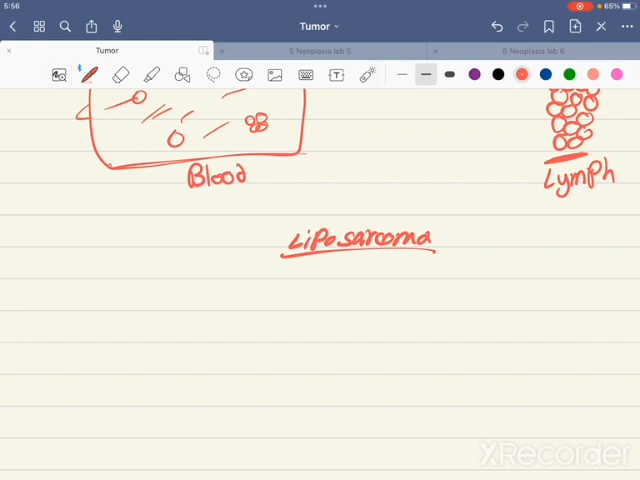 5:56
65%
Tumor
Tumor
5 Neoplasia lab 5
6 Neoplasia lab 6
Blood
Lymph
Liposarcoma
XRecorder